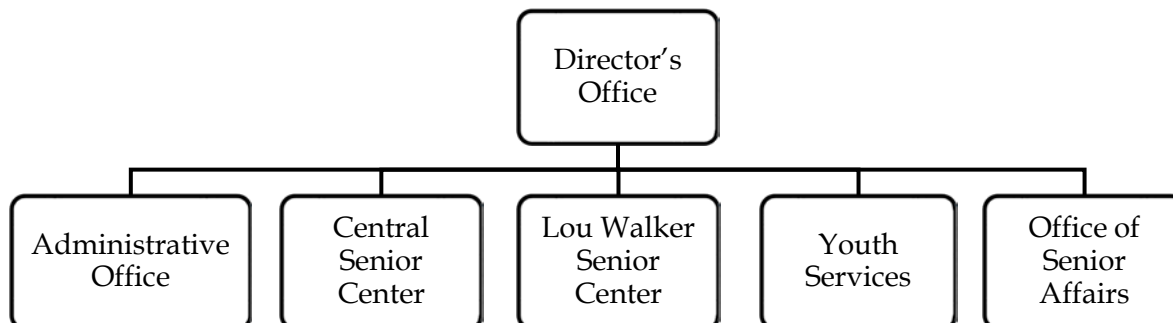 Director’s
Office
Administrative
Office
Central
Senior
Center
Lou Walker
Senior
Center
Youth
Services
Office of
Senior
Affairs